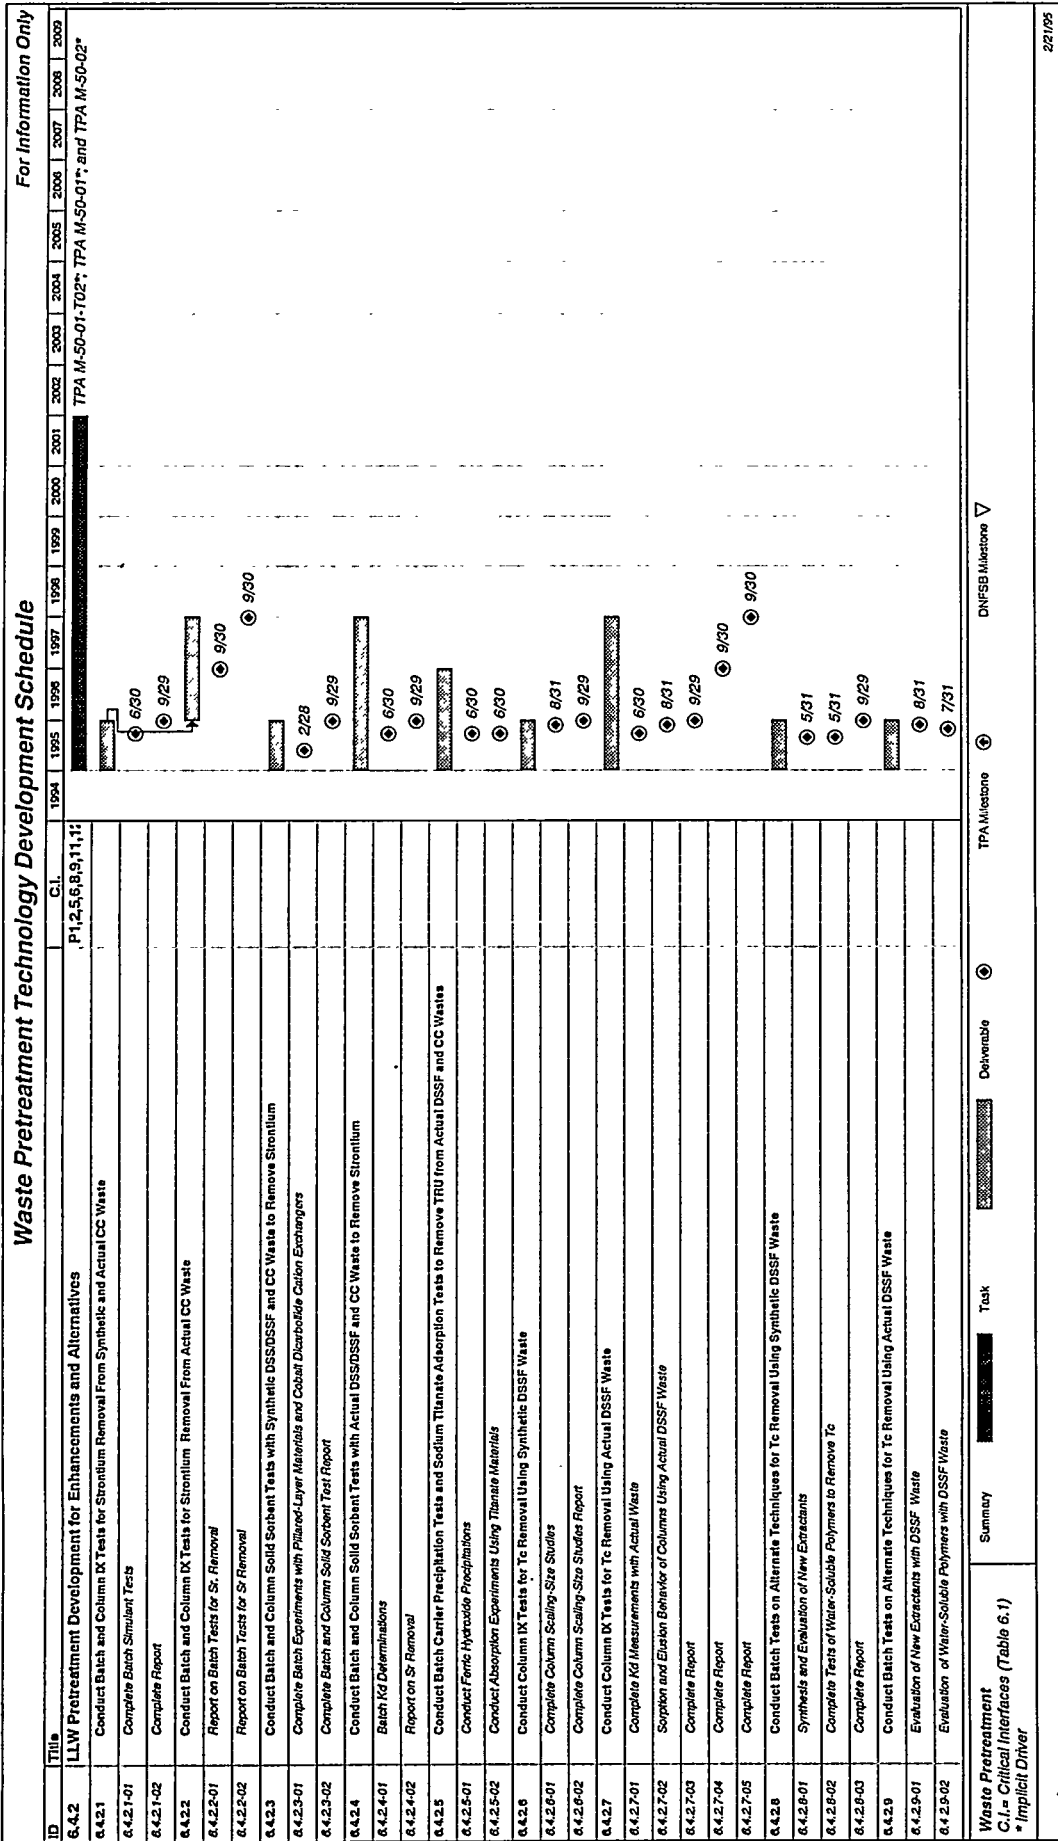 Waste Pretreatment Technology Development Schedule
For Information Only
ID Title C.I. 1994 1995 1996 1997 1998 1999 2000 2001 2002 2003 2004 2005 2006 2007 2008 2009
6.4.2 LLW Pretreatment Development for Enhancements and Alternatives P1,2,5,6,8,9,11,12 TPA M-50-01-T02*; TPA M-50-01*; and TPA M-50-02*
6.4.2.1 Conduct Batch and Column IX Tests for Strontium Removal From Synthetic and Actual CC Waste
6.4.2.1-01 Complete Batch Simulant Tests 6/30
6.4.2.1-02 Complete Report 9/29
6.4.2.2 Conduct Batch and Column IX Tests for Strontium Removal From Actual CC Waste
6.4.2.2-01 Report on Batch Tests for Sr. Removal 9/30
6.4.2.2-02 Report on Batch Tests for Sr Removal 9/30
6.4.2.3 Conduct Batch and Column Solid Sorbent Tests with Synthetic DSS/DSSF and CC Waste to Remove Strontium
6.4.2.3-01 Complete Batch Experiments with Pillared-Layer Materials and Cobalt Dicarbollide Cation Exchangers 2/28
6.4.2.3-02 Complete Batch and Column Solid Sorbent Test Report 9/29
6.4.2.4 Conduct Batch and Column Solid Sorbent Tests with Actual DSS/DSSF and CC Waste to Remove Strontium
6.4.2.4-01 Batch Kd Determinations 6/30
6.4.2.4-02 Report on Sr Removal 9/29
6.4.2.5 Conduct Batch Carrier Precipitation Tests and Sodium Titanate Adsorption Tests to Remove TRU from Actual DSSF and CC Wastes
6.4.2.5-01 Conduct Ferric Hydroxide Precipitations 6/30
6.4.2.5-02 Conduct Absorption Experiments Using Titanate Materials 6/30
6.4.2.6 Conduct Column IX Tests for Tc Removal Using Synthetic DSSF Waste
6.4.2.6-01 Complete Column Scaling-Size Studies 8/31
6.4.2.6-02 Complete Column Scaling-Size Studies Report 9/29
6.4.2.7 Conduct Column IX Tests for Tc Removal Using Actual DSSF Waste
6.4.2.7-01 Complete Kd Measurements with Actual Waste 6/30
6.4.2.7-02 Sorption and Elusion Behavior of Columns Using Actual DSSF Waste 8/31
6.4.2.7-03 Complete Report 9/29
6.4.2.7-04 Complete Report 9/30
6.4.2.7-05 Complete Report 9/30
6.4.2.8 Conduct Batch Tests on Alternate Techniques for Tc Removal Using Synthetic DSSF Waste
6.4.2.8-01 Synthesis and Evaluation of New Extractants 5/31
6.4.2.8-02 Complete Tests of Water-Soluble Polymers to Remove Tc 5/31
6.4.2.8-03 Complete Report 9/29
6.4.2.9 Conduct Batch Tests on Alternate Techniques for Tc Removal Using Actual DSSF Waste
6.4.2.9-01 Evaluation of New Extractants with DSSF Waste 8/31
6.4.2.9-02 Evaluation of Water-Soluble Polymers with DSSF Waste 7/31
Waste Pretreatment
C.I.= Critical Interfaces (Table 6.1)
* Implicit Driver
Summary Task Deliverable TPA Milestone DNFSB Milestone
2/21/95